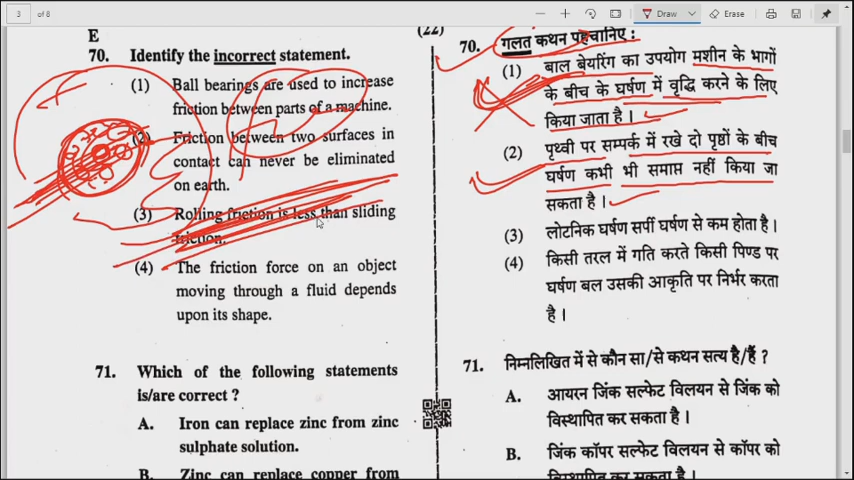 3
of 8
Draw
Erase
E
(22)
70. Identify the incorrect statement.
(1) Ball bearings are used to increase
friction between parts of a machine.
(2) Friction between two surfaces in
contact can never be eliminated
on earth.
(3) Rolling friction is less than sliding
friction.
(4) The friction force on an object
moving through a fluid depends
upon its shape.
71. Which of the following statements
is/are correct ?
A. Iron can replace zinc from zinc
sulphate solution.
B. Zinc can replace copper from
70. गलत कथन पहचानिए :
(1) बाल बेयरिंग का उपयोग मशीन के भागों
के बीच के घर्षण में वृद्धि करने के लिए
किया जाता है ।
(2) पृथ्वी पर सम्पर्क में रखे दो पृष्ठों के बीच
घर्षण कभी भी समाप्त नहीं किया जा
सकता है ।
(3) लोटनिक घर्षण सर्पी घर्षण से कम होता है ।
(4) किसी तरल में गति करते किसी पिण्ड पर
घर्षण बल उसकी आकृति पर निर्भर करता
है ।
71. निम्नलिखित में से कौन सा/से कथन सत्य है/हैं ?
A. आयरन जिंक सल्फेट विलयन से जिंक को
विस्थापित कर सकता है ।
B. जिंक कॉपर सल्फेट विलयन से कॉपर को
विस्थापित कर सकता है ।